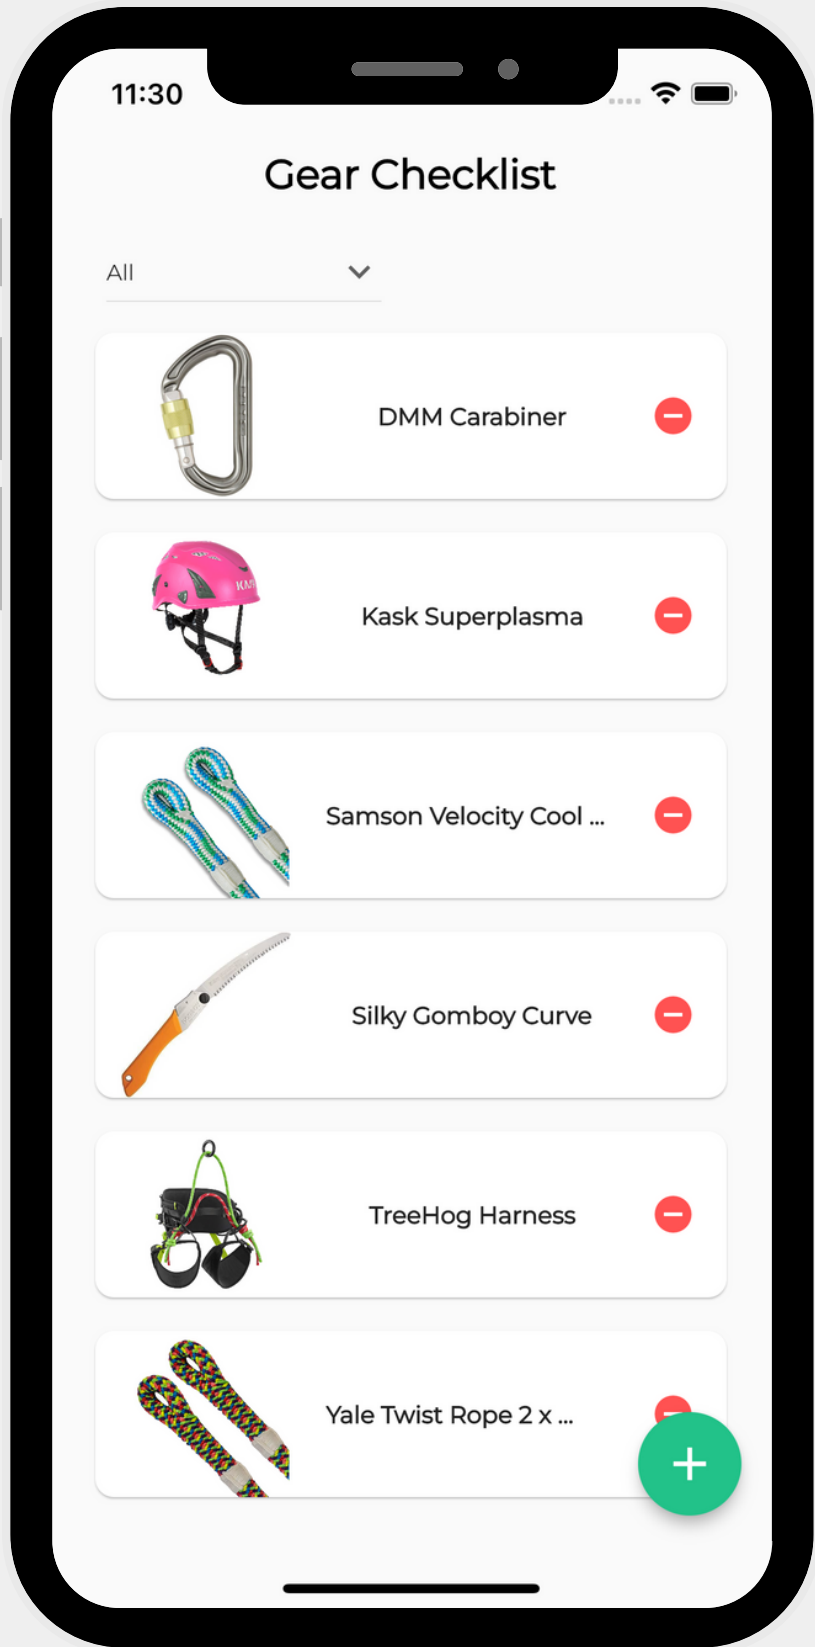 11:30
Gear Checklist
All
DMM Carabiner
Kask Superplasma
Samson Velocity Cool ...
Silky Gomboy Curve
TreeHog Harness
Yale Twist Rope 2 x ...